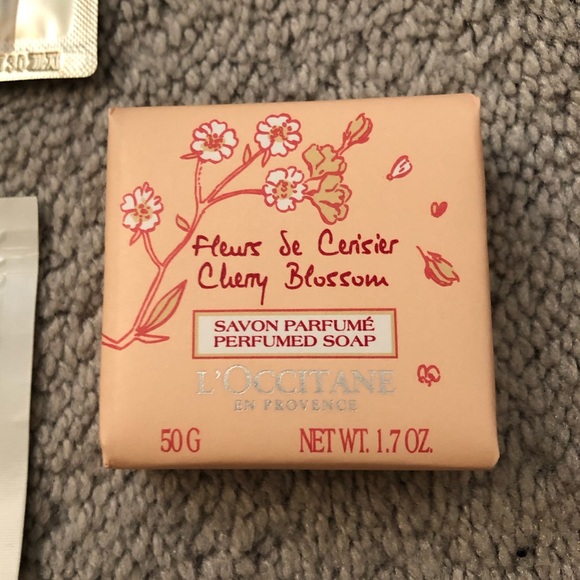 Fleurs de Cerisier
Cherry Blossom
SAVON PARFUMÉ
PERFUMED SOAP
L'OCCITANE
EN PROVENCE
50 G NET WT. 1.7 OZ.